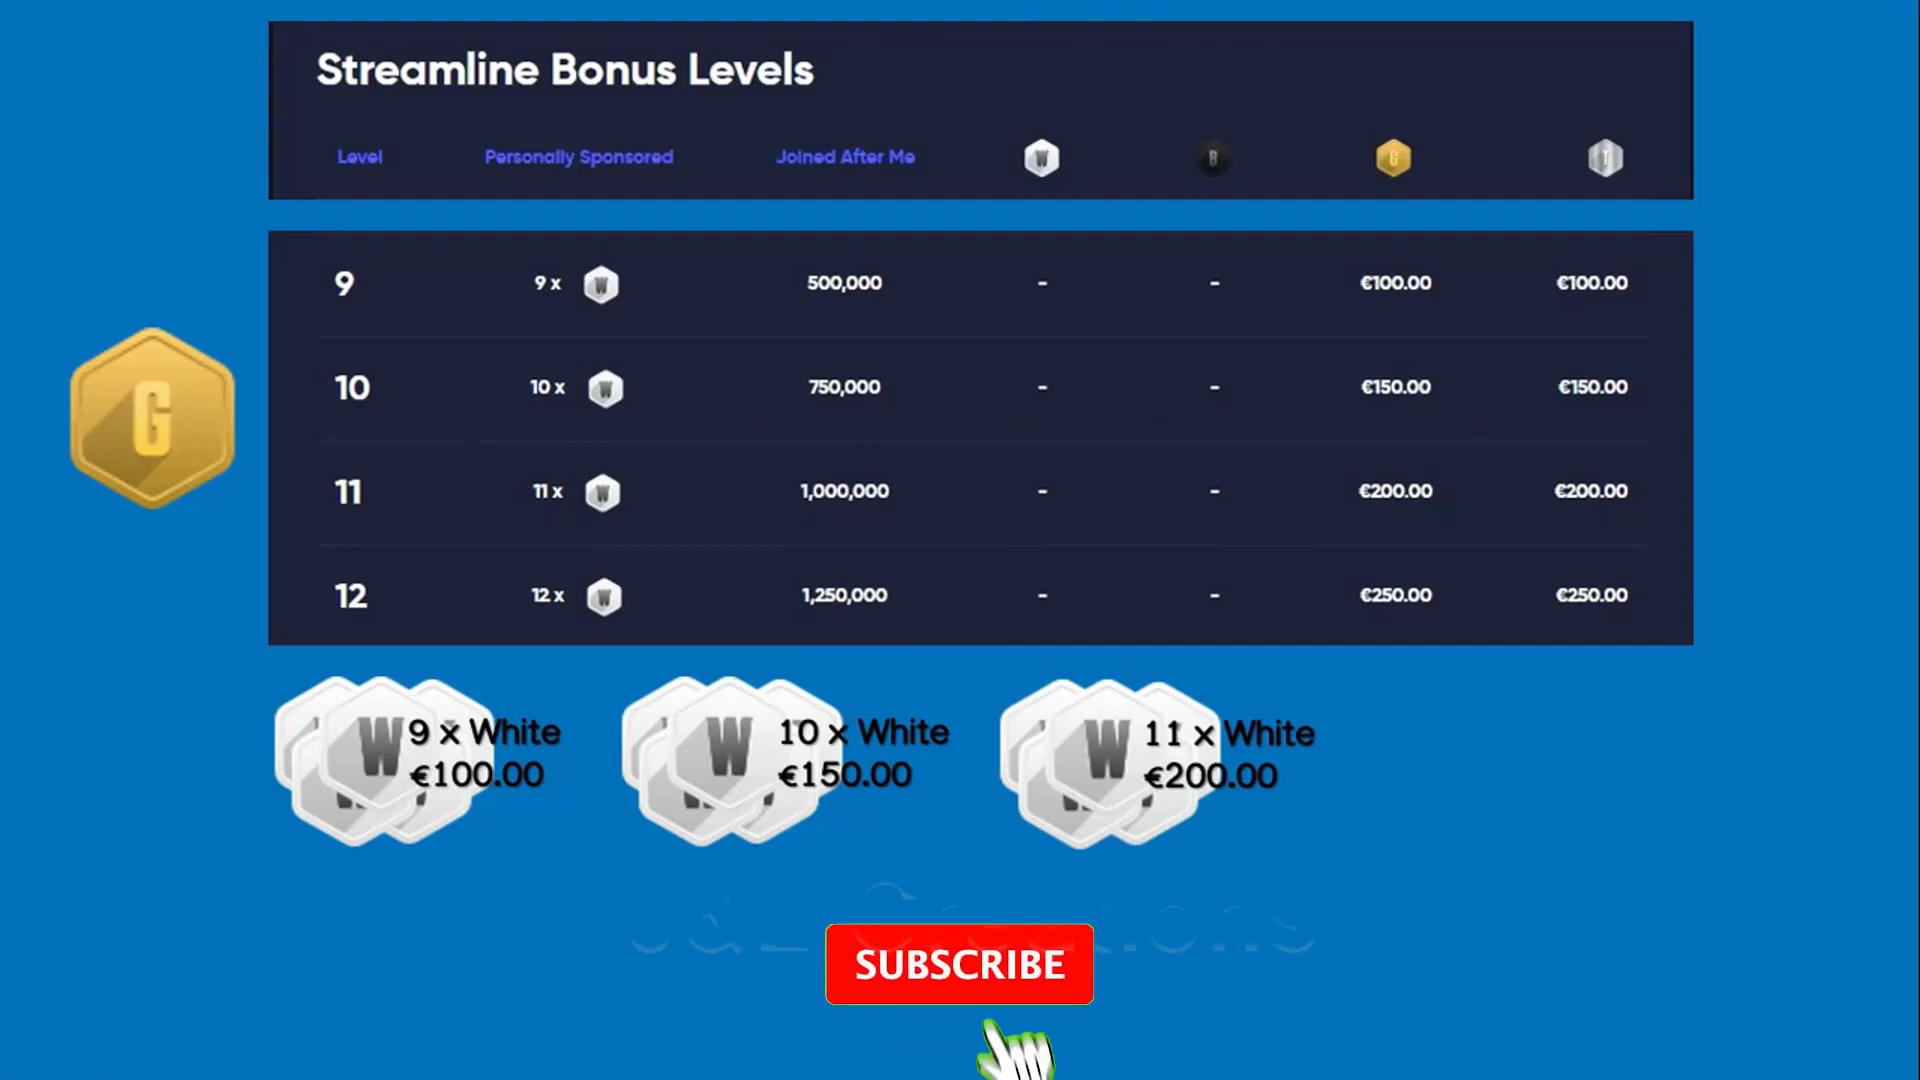 Streamline Bonus Levels
Level Personally Sponsored Joined After Me W B G T
9 9 x W 500,000 - - €100.00 €100.00
G
10 10 x W 750,000 - - €150.00 €150.00
11 11 x W 1,000,000 - - €200.00 €200.00
12 12 x W 1,250,000 - - €250.00 €250.00
W 9 x White W 10 x White W 11 x White
€100.00 €150.00 €200.00
SUBSCRIBE